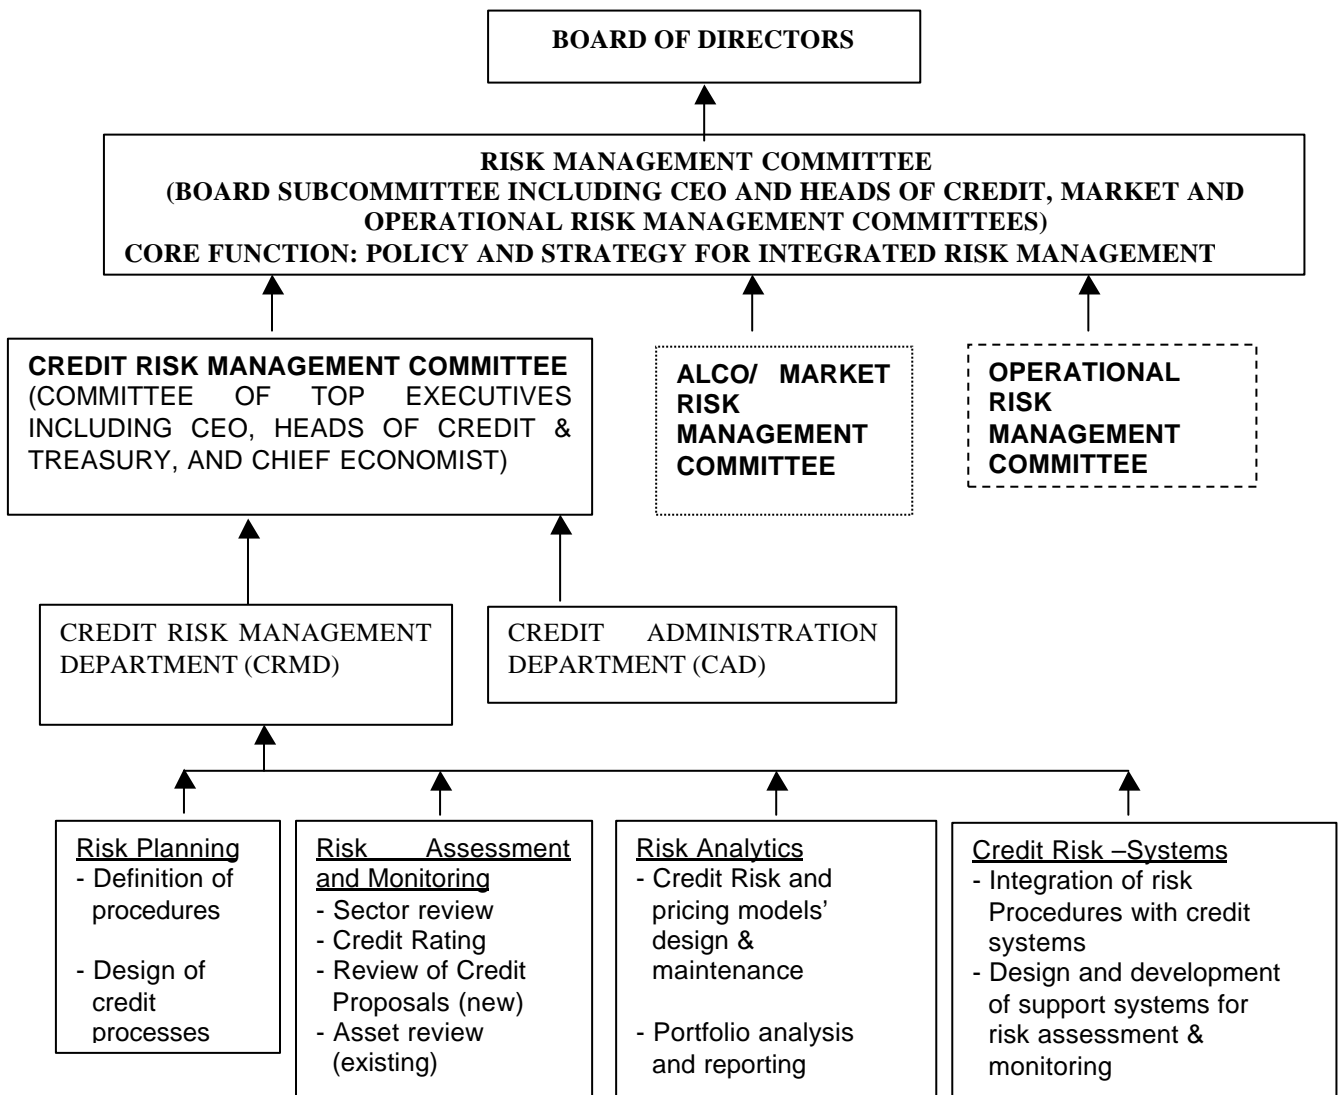 BOARD OF DIRECTORS
RISK MANAGEMENT COMMITTEE
(BOARD SUBCOMMITTEE INCLUDING CEO AND HEADS OF CREDIT, MARKET AND
OPERATIONAL RISK MANAGEMENT COMMITTEES)
CORE FUNCTION: POLICY AND STRATEGY FOR INTEGRATED RISK MANAGEMENT
CREDIT RISK MANAGEMENT COMMITTEE
(COMMITTEE OF TOP EXECUTIVES
INCLUDING CEO, HEADS OF CREDIT &
TREASURY, AND CHIEF ECONOMIST)
ALCO/ MARKET
RISK
MANAGEMENT
COMMITTEE
OPERATIONAL
RISK
MANAGEMENT
COMMITTEE
CREDIT RISK MANAGEMENT
DEPARTMENT (CRMD)
CREDIT ADMINISTRATION
DEPARTMENT (CAD)
Risk Planning
- Definition of
procedures
- Design of
credit
processes
Risk Assessment
and Monitoring
- Sector review
- Credit Rating
- Review of Credit
Proposals (new)
- Asset review
(existing)
Risk Analytics
- Credit Risk and
pricing models’
design &
maintenance
- Portfolio analysis
and reporting
Credit Risk –Systems
- Integration of risk
Procedures with credit
systems
- Design and development
of support systems for
risk assessment &
monitoring